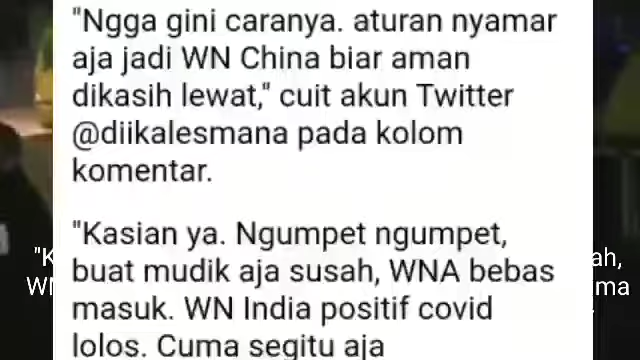 "Ngga gini caranya. aturan nyamar
aja jadi WN China biar aman
dikasih lewat," cuit akun Twitter
@diikalesmana pada kolom
komentar.
"Kasian ya. Ngumpet ngumpet,
buat mudik aja susah, WNA bebas
masuk. WN India positif covid
lolos. Cuma segitu aja